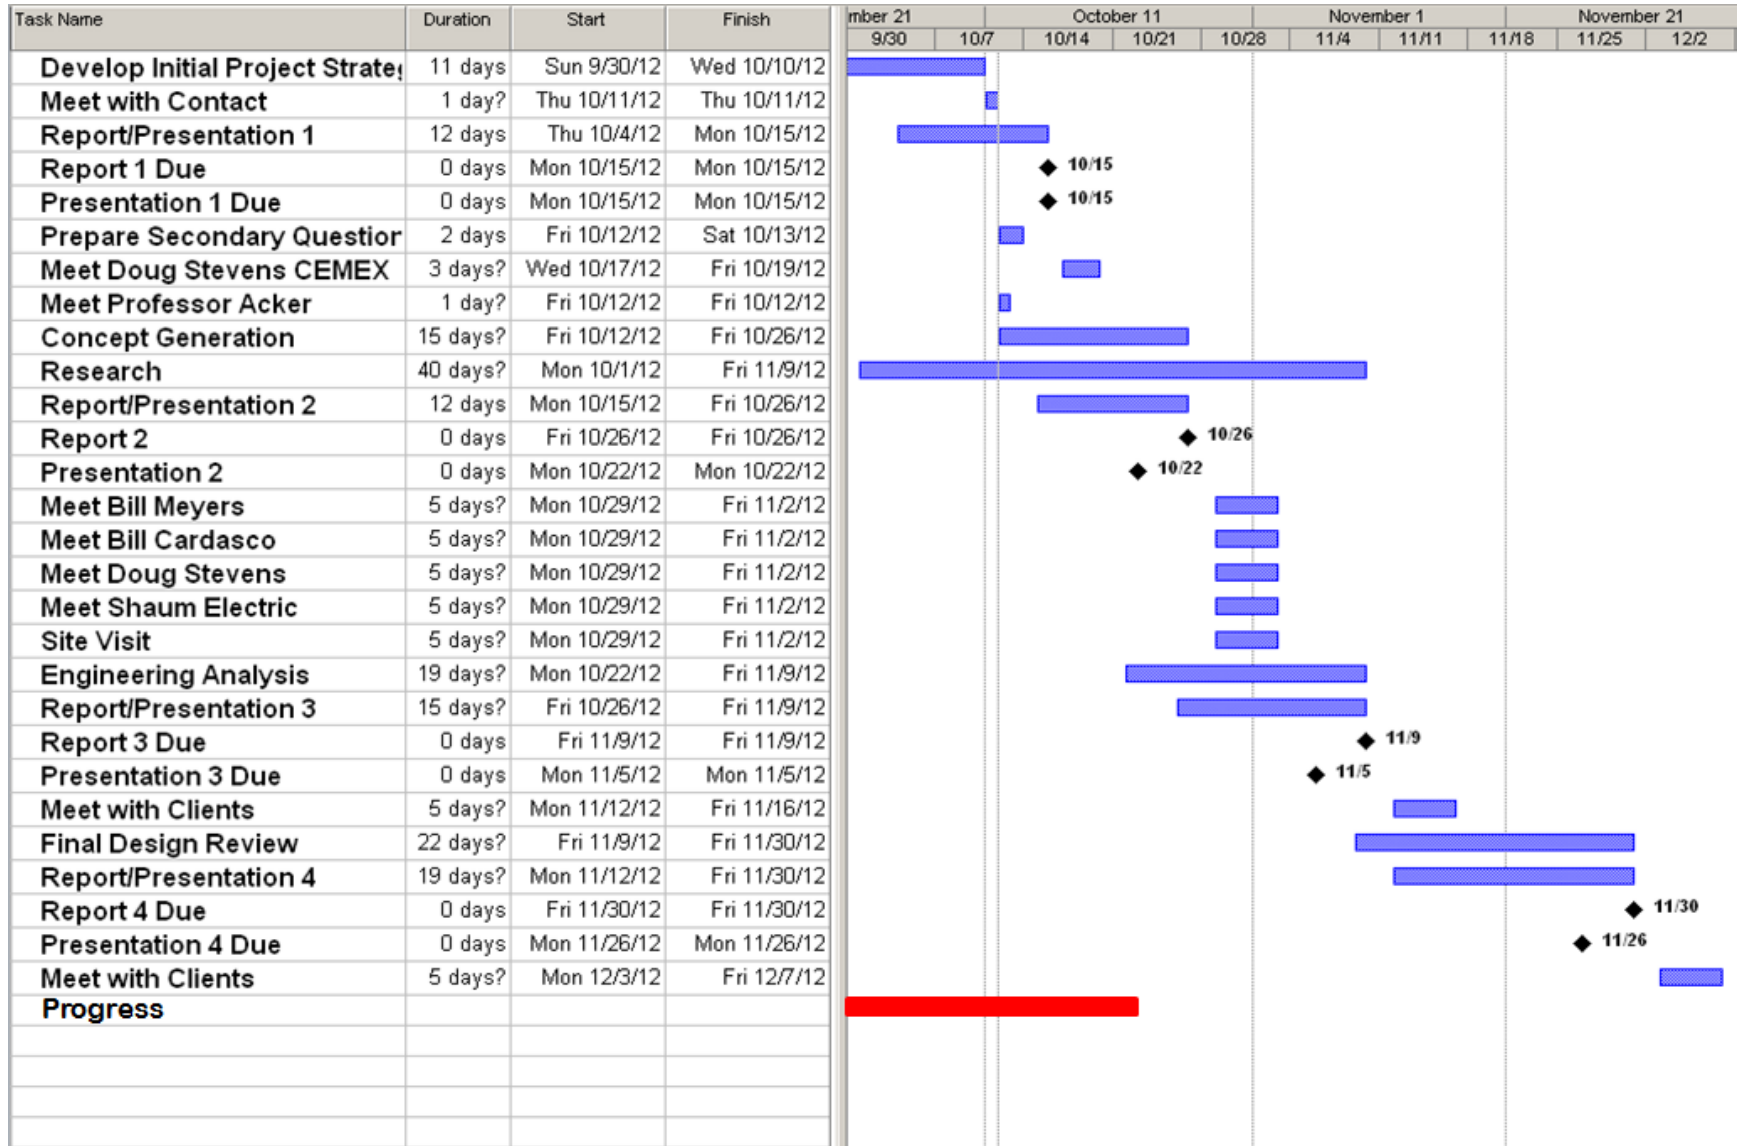 Task Name Duration Start Finish mber 21 October 11 November 1 November 21
9/30 10/7 10/14 10/21 10/28 11/4 11/11 11/18 11/25 12/2
Develop Initial Project Strate 11 days Sun 9/30/12 Wed 10/10/12
Meet with Contact 1 day? Thu 10/11/12 Thu 10/11/12
Report/Presentation 1 12 days Thu 10/4/12 Mon 10/15/12
Report 1 Due 0 days Mon 10/15/12 Mon 10/15/12 10/15
Presentation 1 Due 0 days Mon 10/15/12 Mon 10/15/12 10/15
Prepare Secondary Question 2 days Fri 10/12/12 Sat 10/13/12
Meet Doug Stevens CEMEX 3 days? Wed 10/17/12 Fri 10/19/12
Meet Professor Acker 1 day? Fri 10/12/12 Fri 10/12/12
Concept Generation 15 days? Fri 10/12/12 Fri 10/26/12
Research 40 days? Mon 10/1/12 Fri 11/9/12
Report/Presentation 2 12 days Mon 10/15/12 Fri 10/26/12
Report 2 0 days Fri 10/26/12 Fri 10/26/12 10/26
Presentation 2 0 days Mon 10/22/12 Mon 10/22/12 10/22
Meet Bill Meyers 5 days? Mon 10/29/12 Fri 11/2/12
Meet Bill Cardasco 5 days? Mon 10/29/12 Fri 11/2/12
Meet Doug Stevens 5 days? Mon 10/29/12 Fri 11/2/12
Meet Shaum Electric 5 days? Mon 10/29/12 Fri 11/2/12
Site Visit 5 days? Mon 10/29/12 Fri 11/2/12
Engineering Analysis 19 days? Mon 10/22/12 Fri 11/9/12
Report/Presentation 3 15 days? Fri 10/26/12 Fri 11/9/12
Report 3 Due 0 days Fri 11/9/12 Fri 11/9/12 11/9
Presentation 3 Due 0 days Mon 11/5/12 Mon 11/5/12 11/5
Meet with Clients 5 days? Mon 11/12/12 Fri 11/16/12
Final Design Review 22 days? Fri 11/9/12 Fri 11/30/12
Report/Presentation 4 19 days? Mon 11/12/12 Fri 11/30/12
Report 4 Due 0 days Fri 11/30/12 Fri 11/30/12 11/30
Presentation 4 Due 0 days Mon 11/26/12 Mon 11/26/12 11/26
Meet with Clients 5 days? Mon 12/3/12 Fri 12/7/12
Progress